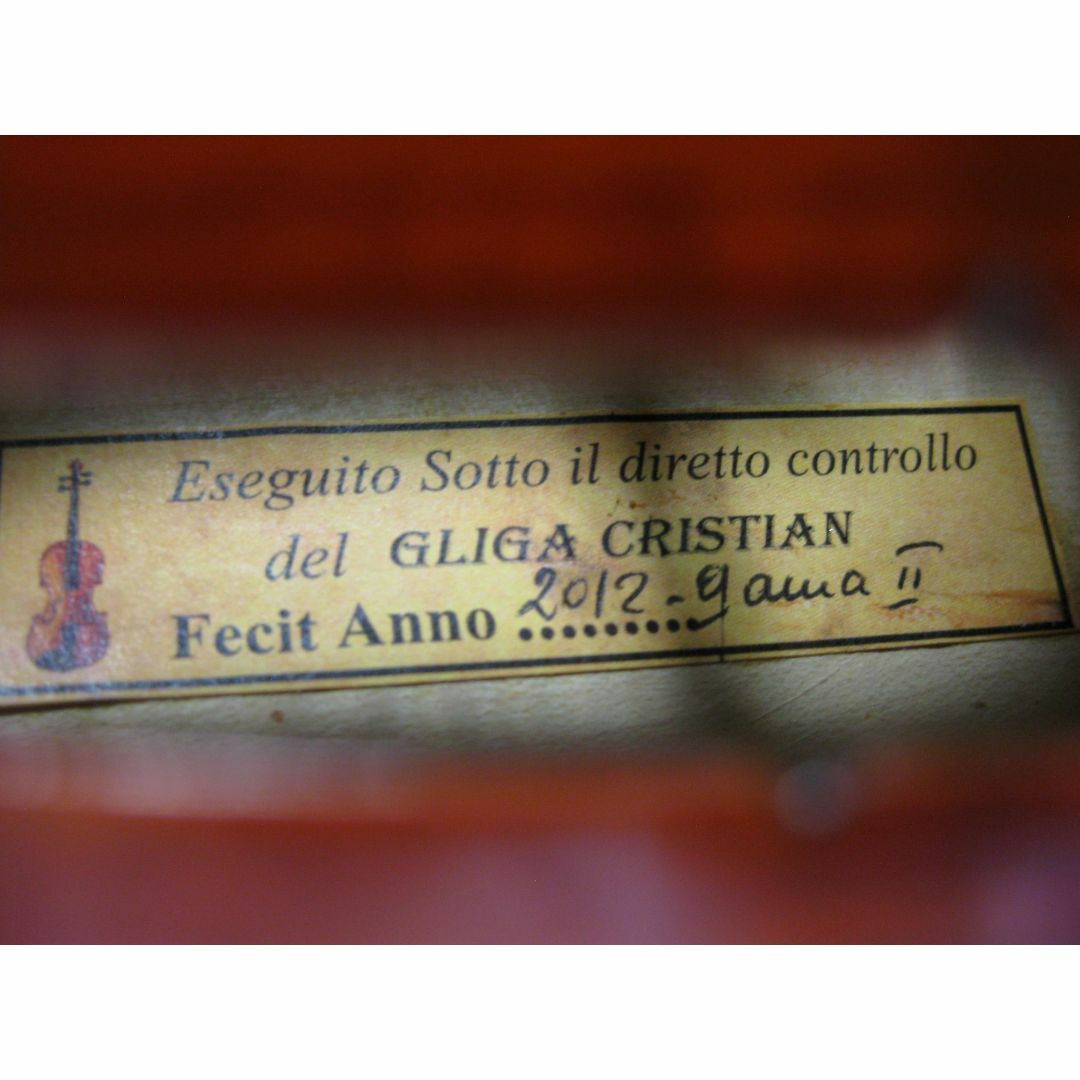 Eseguito Sotto il diretto controllo
del GLIGA CRISTIAN
Fecit Anno 2012 - gama II